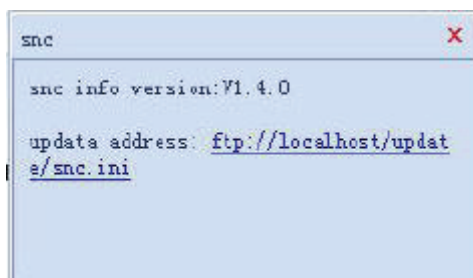 snc
snc info version:V1.4.0
updata address: ftp://localhost/updat
e/snc.ini